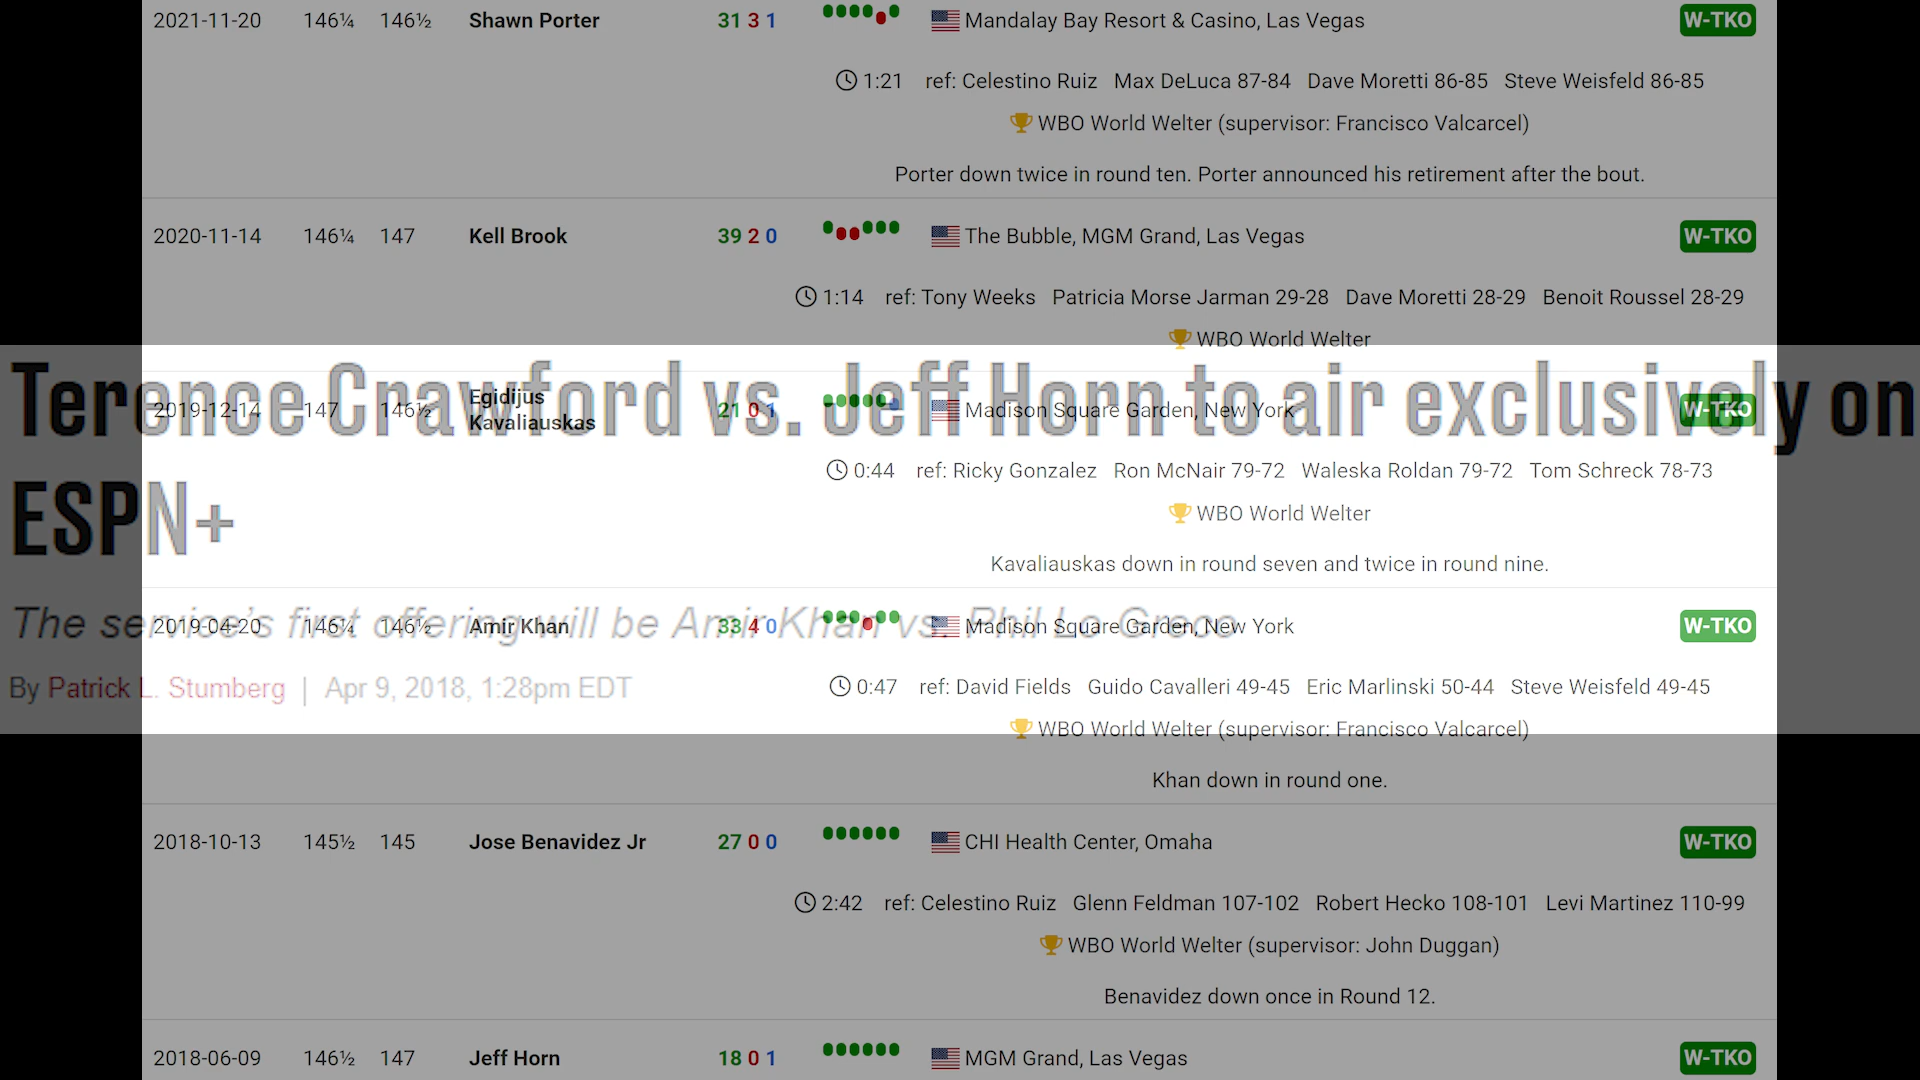 2021-11-20 146¼ 146½ Shawn Porter 31 3 1 Mandalay Bay Resort & Casino, Las Vegas W-TKO
1:21 ref: Celestino Ruiz Max DeLuca 87-84 Dave Moretti 86-85 Steve Weisfeld 86-85
WBO World Welter (supervisor: Francisco Valcarcel)
Porter down twice in round ten. Porter announced his retirement after the bout.
2020-11-14 146¼ 147 Kell Brook 39 2 0 The Bubble, MGM Grand, Las Vegas W-TKO
1:14 ref: Tony Weeks Patricia Morse Jarman 29-28 Dave Moretti 28-29 Benoit Roussel 28-29
WBO World Welter
Terence Crawford vs. Jeff Horn to air exclusively on
ESPN+
2019-12-14 147 146½ Egidijus Kavaliauskas 21 0 1 Madison Square Garden, New York W-TKO
0:44 ref: Ricky Gonzalez Ron McNair 79-72 Waleska Roldan 79-72 Tom Schreck 78-73
WBO World Welter
Kavaliauskas down in round seven and twice in round nine.
The service's first offering will be Amir Khan vs. Phil Lo Greco
By Patrick L. Stumberg | Apr 9, 2018, 1:28pm EDT
2019-04-20 146¼ 146½ Amir Khan 33 4 0 Madison Square Garden, New York W-TKO
0:47 ref: David Fields Guido Cavalleri 49-45 Eric Marlinski 50-44 Steve Weisfeld 49-45
WBO World Welter (supervisor: Francisco Valcarcel)
Khan down in round one.
2018-10-13 145½ 145 Jose Benavidez Jr 27 0 0 CHI Health Center, Omaha W-TKO
2:42 ref: Celestino Ruiz Glenn Feldman 107-102 Robert Hecko 108-101 Levi Martinez 110-99
WBO World Welter (supervisor: John Duggan)
Benavidez down once in Round 12.
2018-06-09 146½ 147 Jeff Horn 18 0 1 MGM Grand, Las Vegas W-TKO